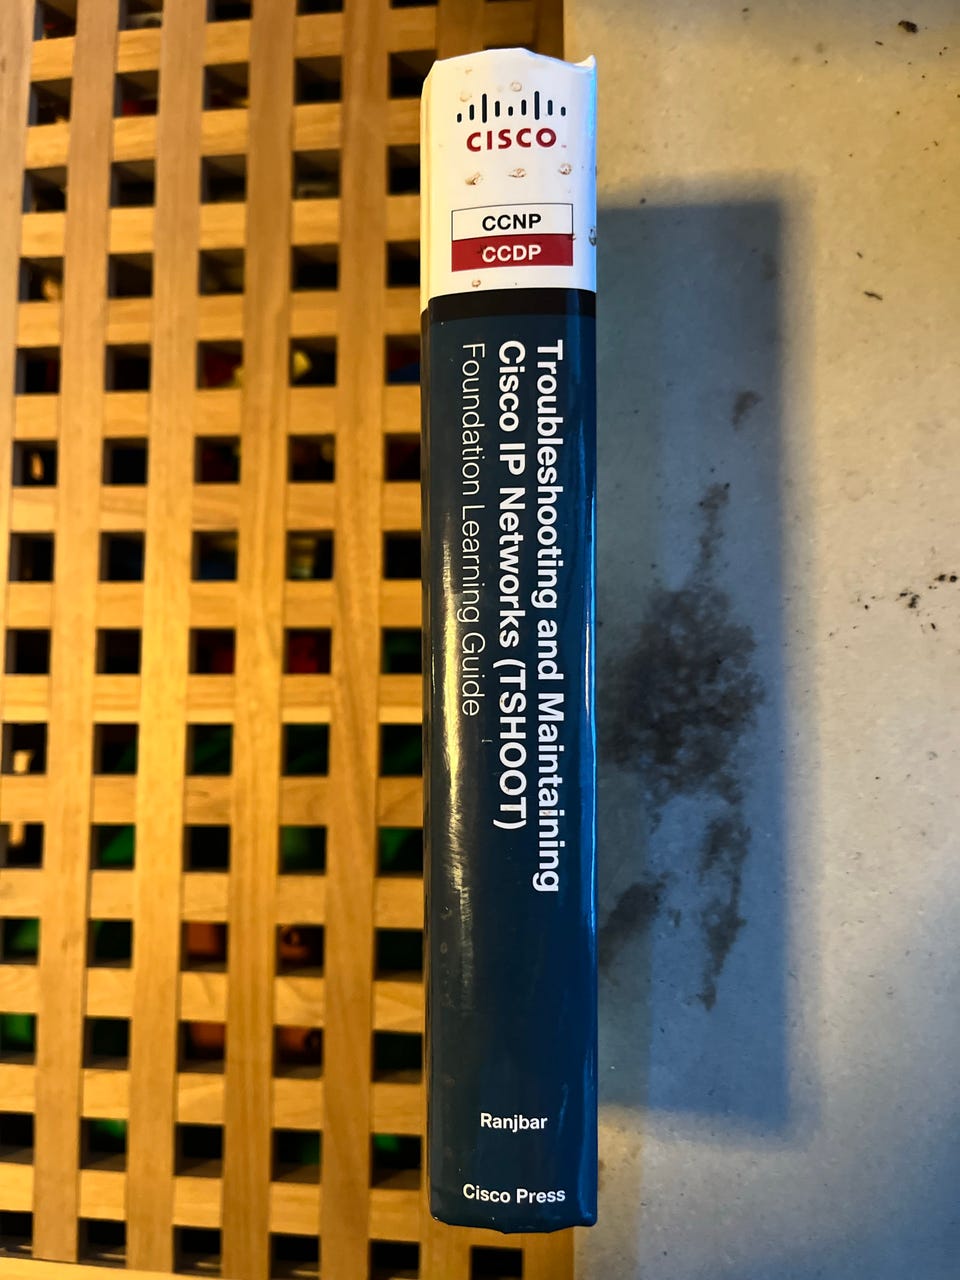 CISCO
CCNP
CCDP
Troubleshooting and Maintaining
Cisco IP Networks (TSHOOT)
Foundation Learning Guide
Ranjbar
Cisco Press